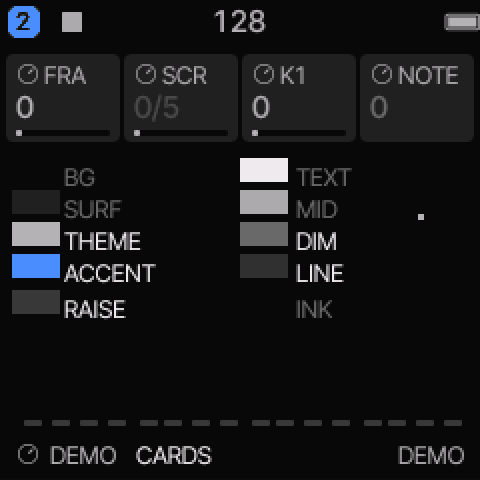 2 128
FRA SCR K1 NOTE
0 0/5 0 0
BG TEXT
SURF MID
THEME DIM
ACCENT LINE
RAISE INK
DEMO CARDS DEMO